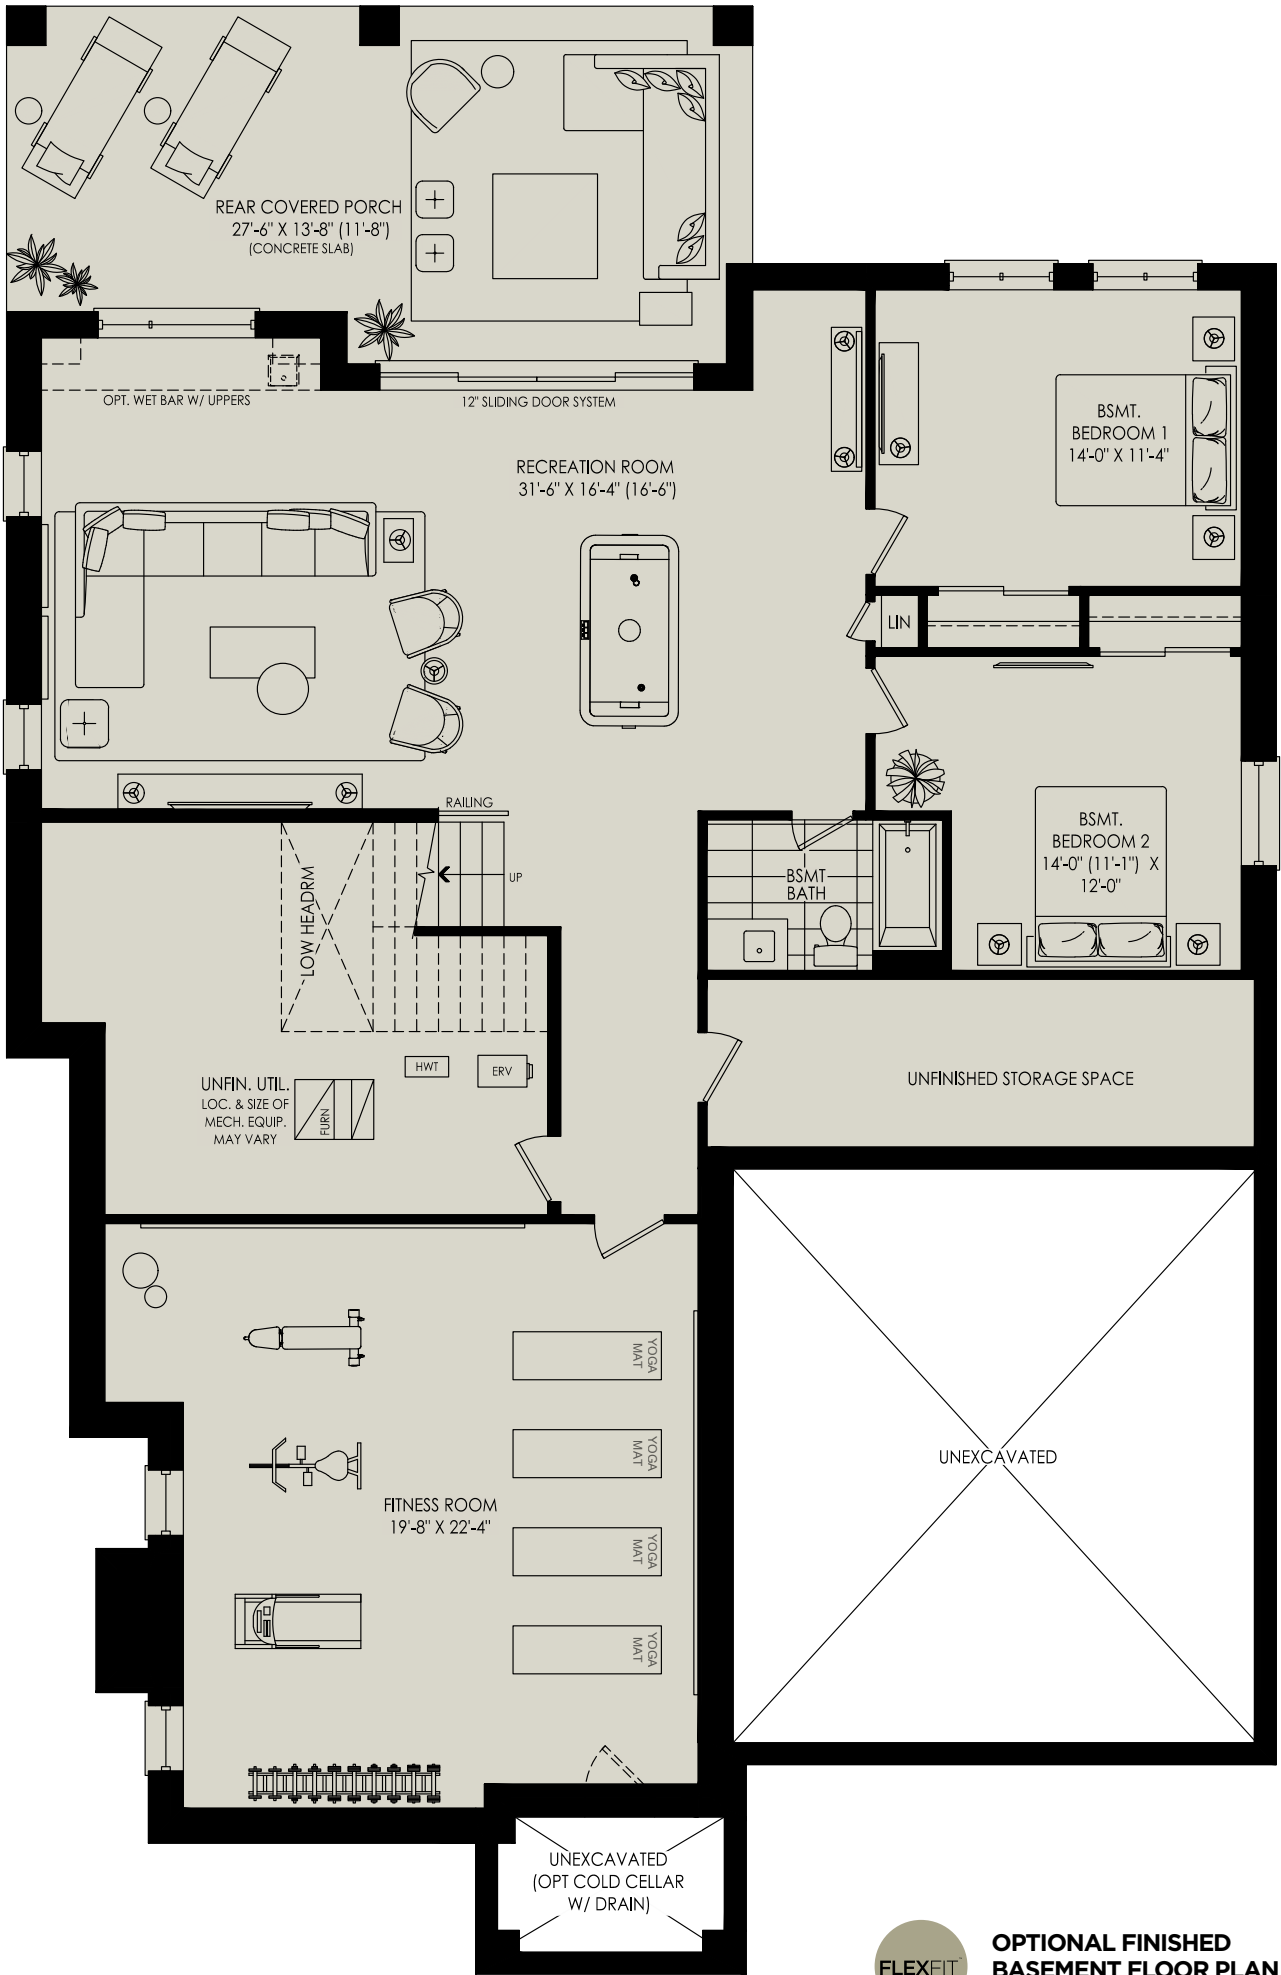 REAR COVERED PORCH
27'-6" X 13'-8" (11'-8")
(CONCRETE SLAB)
OPT. WET BAR W/ UPPERS
12" SLIDING DOOR SYSTEM
RECREATION ROOM
31'-6" X 16'-4" (16'-6")
BSMT.
BEDROOM 1
14'-0" X 11'-4"
LIN
RAILING
UP
LOW HEADRM
BSMT
BATH
BSMT.
BEDROOM 2
14'-0" (11'-1") X
12'-0"
HWT
ERV
UNFIN. UTIL.
LOC. & SIZE OF
MECH. EQUIP.
MAY VARY
FURN
UNFINISHED STORAGE SPACE
YOGA
MAT
YOGA
MAT
YOGA
MAT
YOGA
MAT
FITNESS ROOM
19'-8" X 22'-4"
UNEXCAVATED
UNEXCAVATED
(OPT COLD CELLAR
W/ DRAIN)
FLEXFIT™
OPTIONAL FINISHED
BASEMENT FLOOR PLAN